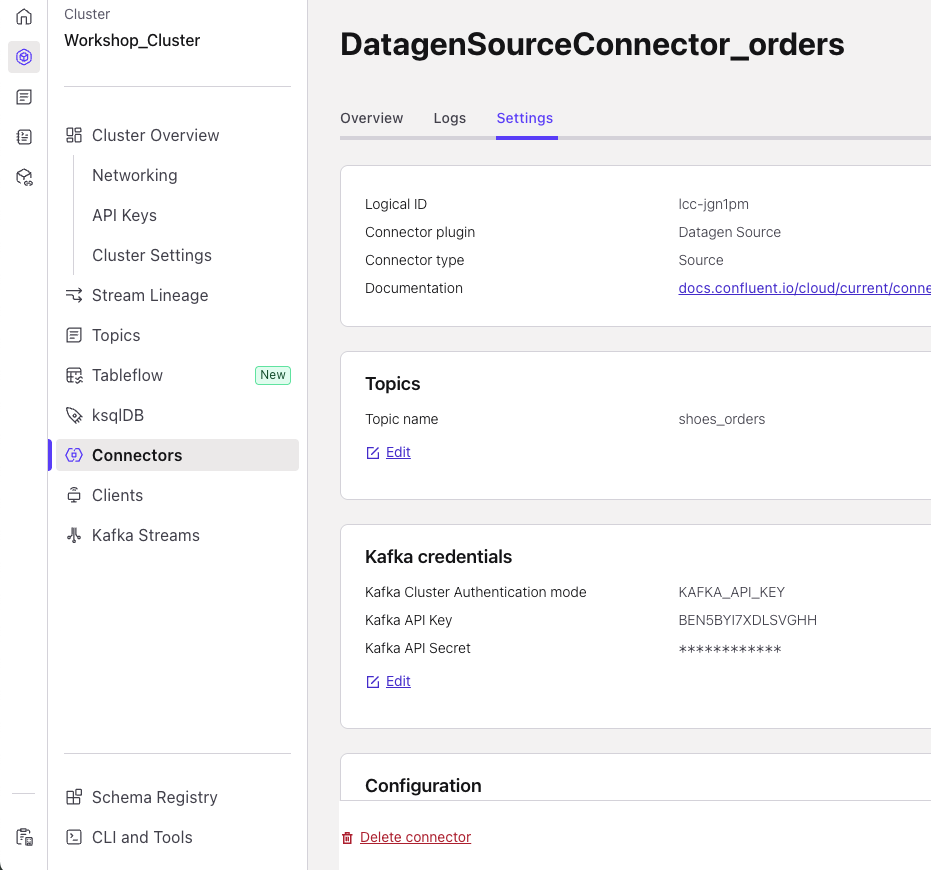 Cluster
Workshop_Cluster
Cluster Overview
Networking
API Keys
Cluster Settings
Stream Lineage
Topics
Tableflow New
ksqlDB
Connectors
Clients
Kafka Streams
Schema Registry
CLI and Tools
DatagenSourceConnector_orders
Overview Logs Settings
Logical ID lcc-jgn1pm
Connector plugin Datagen Source
Connector type Source
Documentation docs.confluent.io/cloud/current/conne
Topics
Topic name shoes_orders
Edit
Kafka credentials
Kafka Cluster Authentication mode KAFKA_API_KEY
Kafka API Key BEN5BYI7XDLSVGHH
Kafka API Secret ************
Edit
Configuration
Delete connector